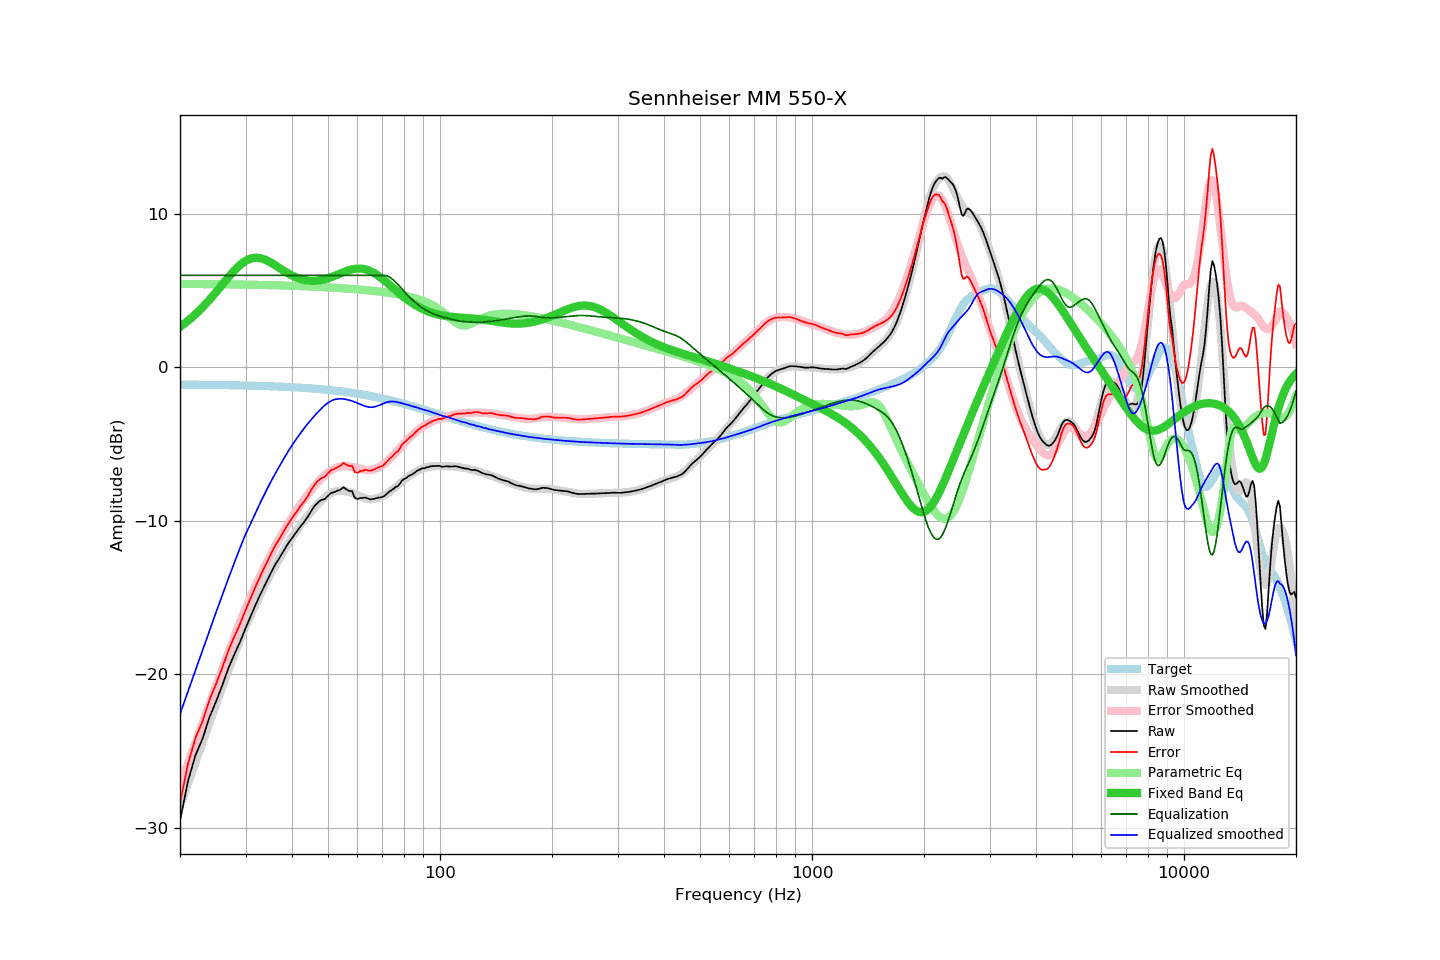 Sennheiser MM 550-X
Amplitude (dBr)
10
0
−10
−20
−30
100
1000
10000
Frequency (Hz)
Target
Raw Smoothed
Error Smoothed
Raw
Error
Parametric Eq
Fixed Band Eq
Equalization
Equalized smoothed